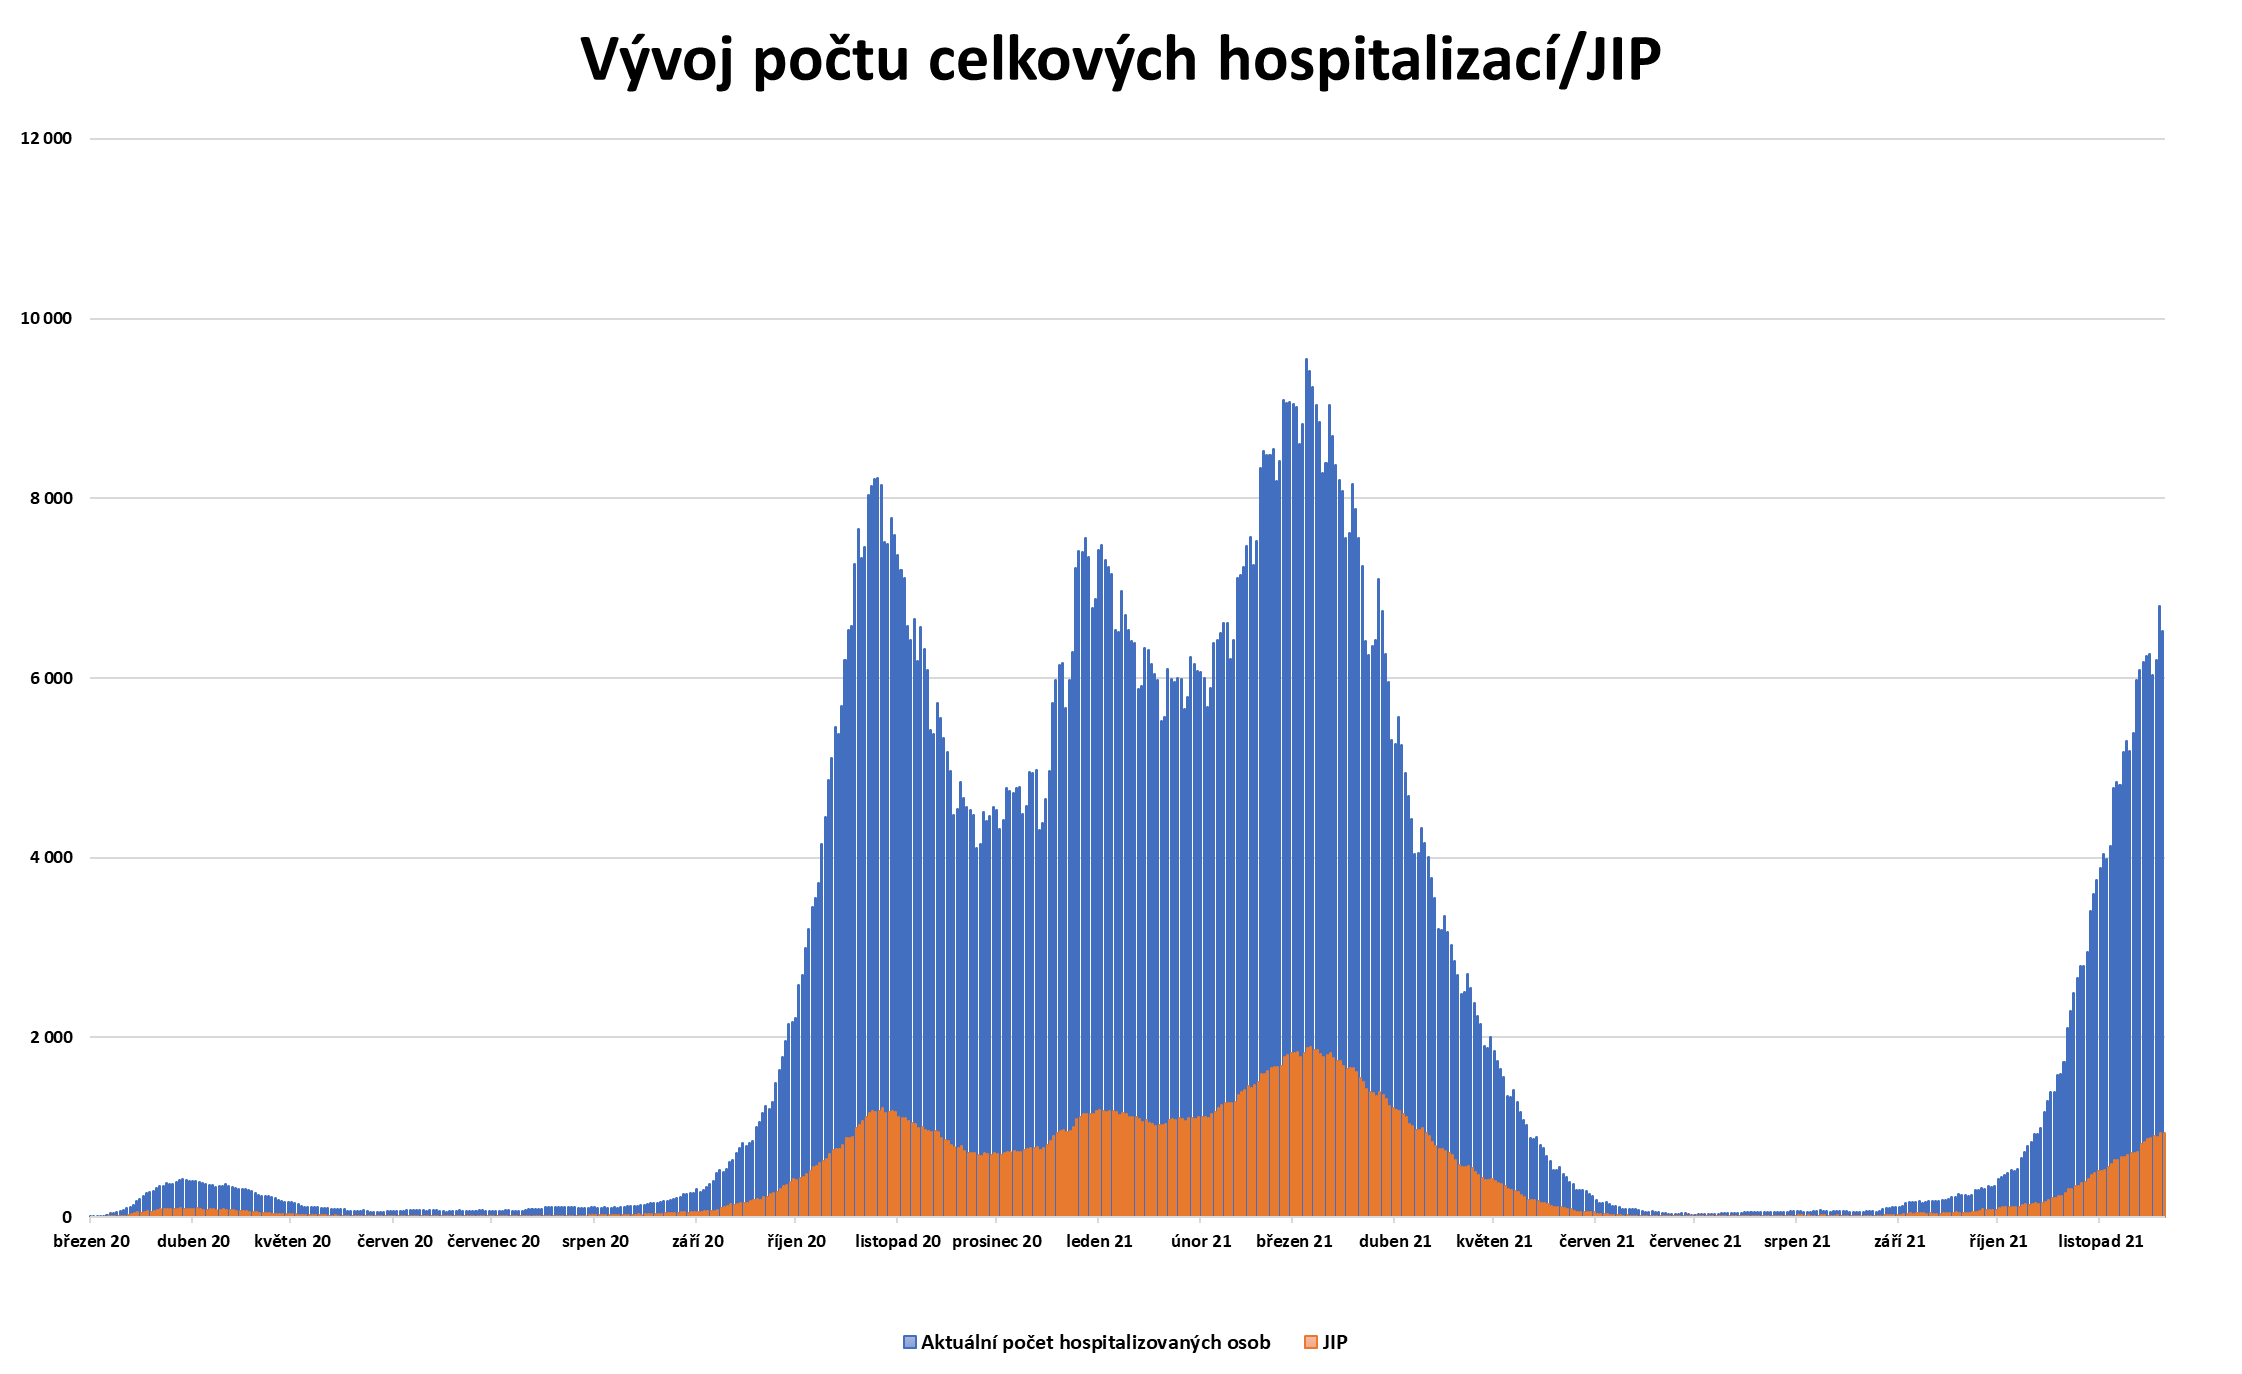 Vývoj počtu celkových hospitalizací/JIP
12 000
10 000
8 000
6 000
4 000
2 000
0
březen 20 duben 20 květen 20 červen 20 červenec 20 srpen 20 září 20 říjen 20 listopad 20 prosinec 20 leden 21 únor 21 březen 21 duben 21 květen 21 červen 21 červenec 21 srpen 21 září 21 říjen 21 listopad 21
Aktuální počet hospitalizovaných osob JIP